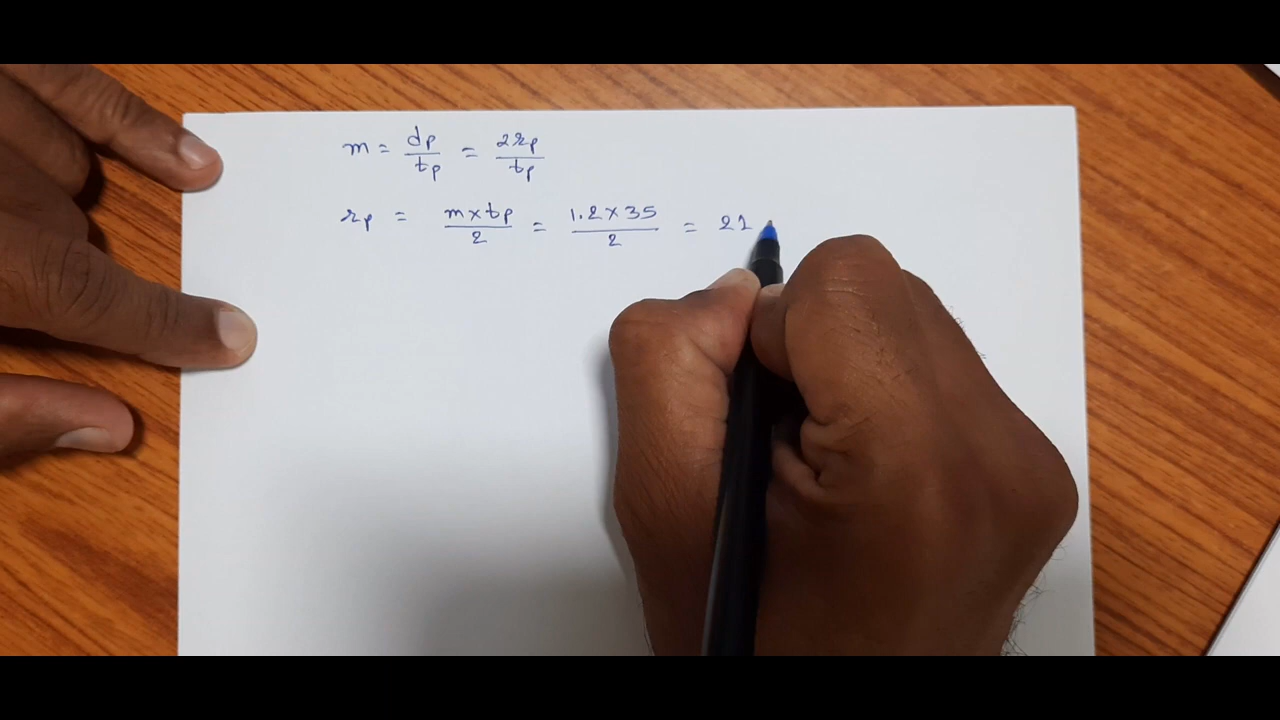 m = dp/tp = 2rp/tp
rp = m×tp/2 = 1.2×35/2 = 21